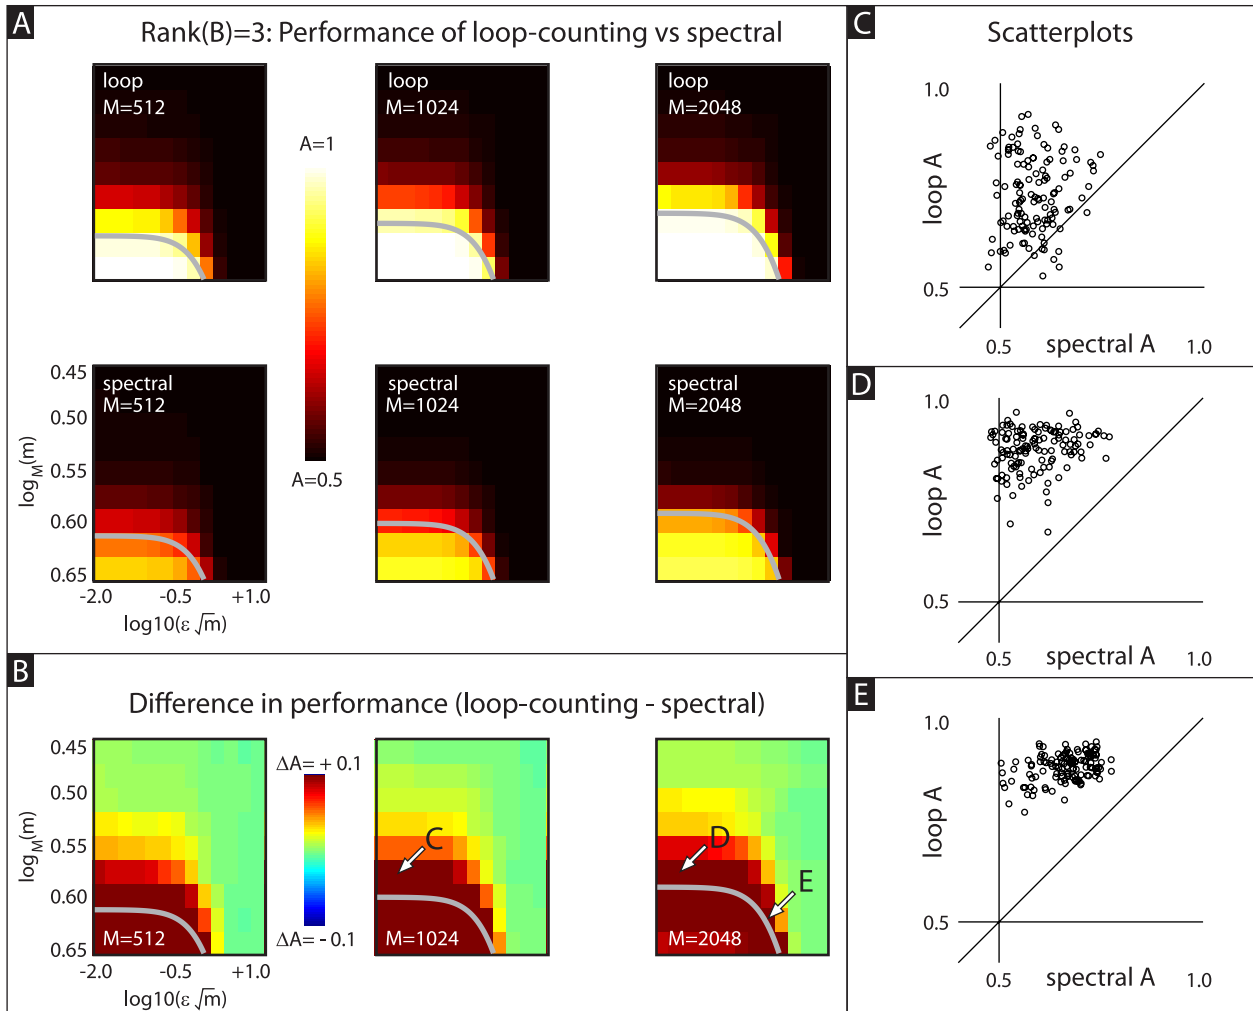 A
Rank(B)=3: Performance of loop-counting vs spectral
loop
M=512
loop
M=1024
loop
M=2048
A=1
A=0.5
spectral
M=512
spectral
M=1024
spectral
M=2048
0.45
0.50
0.55
0.60
0.65
log_M(m)
-2.0 -0.5 +1.0
log10(ε√m)
B
Difference in performance (loop-counting - spectral)
0.45
0.50
0.55
0.60
0.65
log_M(m)
M=512
-2.0 -0.5 +1.0
log10(ε√m)
ΔA= + 0.1
ΔA= - 0.1
C
M=1024
D
E
M=2048
C
Scatterplots
1.0
loop A
0.5
0.5 spectral A 1.0
D
1.0
loop A
0.5
0.5 spectral A 1.0
E
1.0
loop A
0.5
0.5 spectral A 1.0